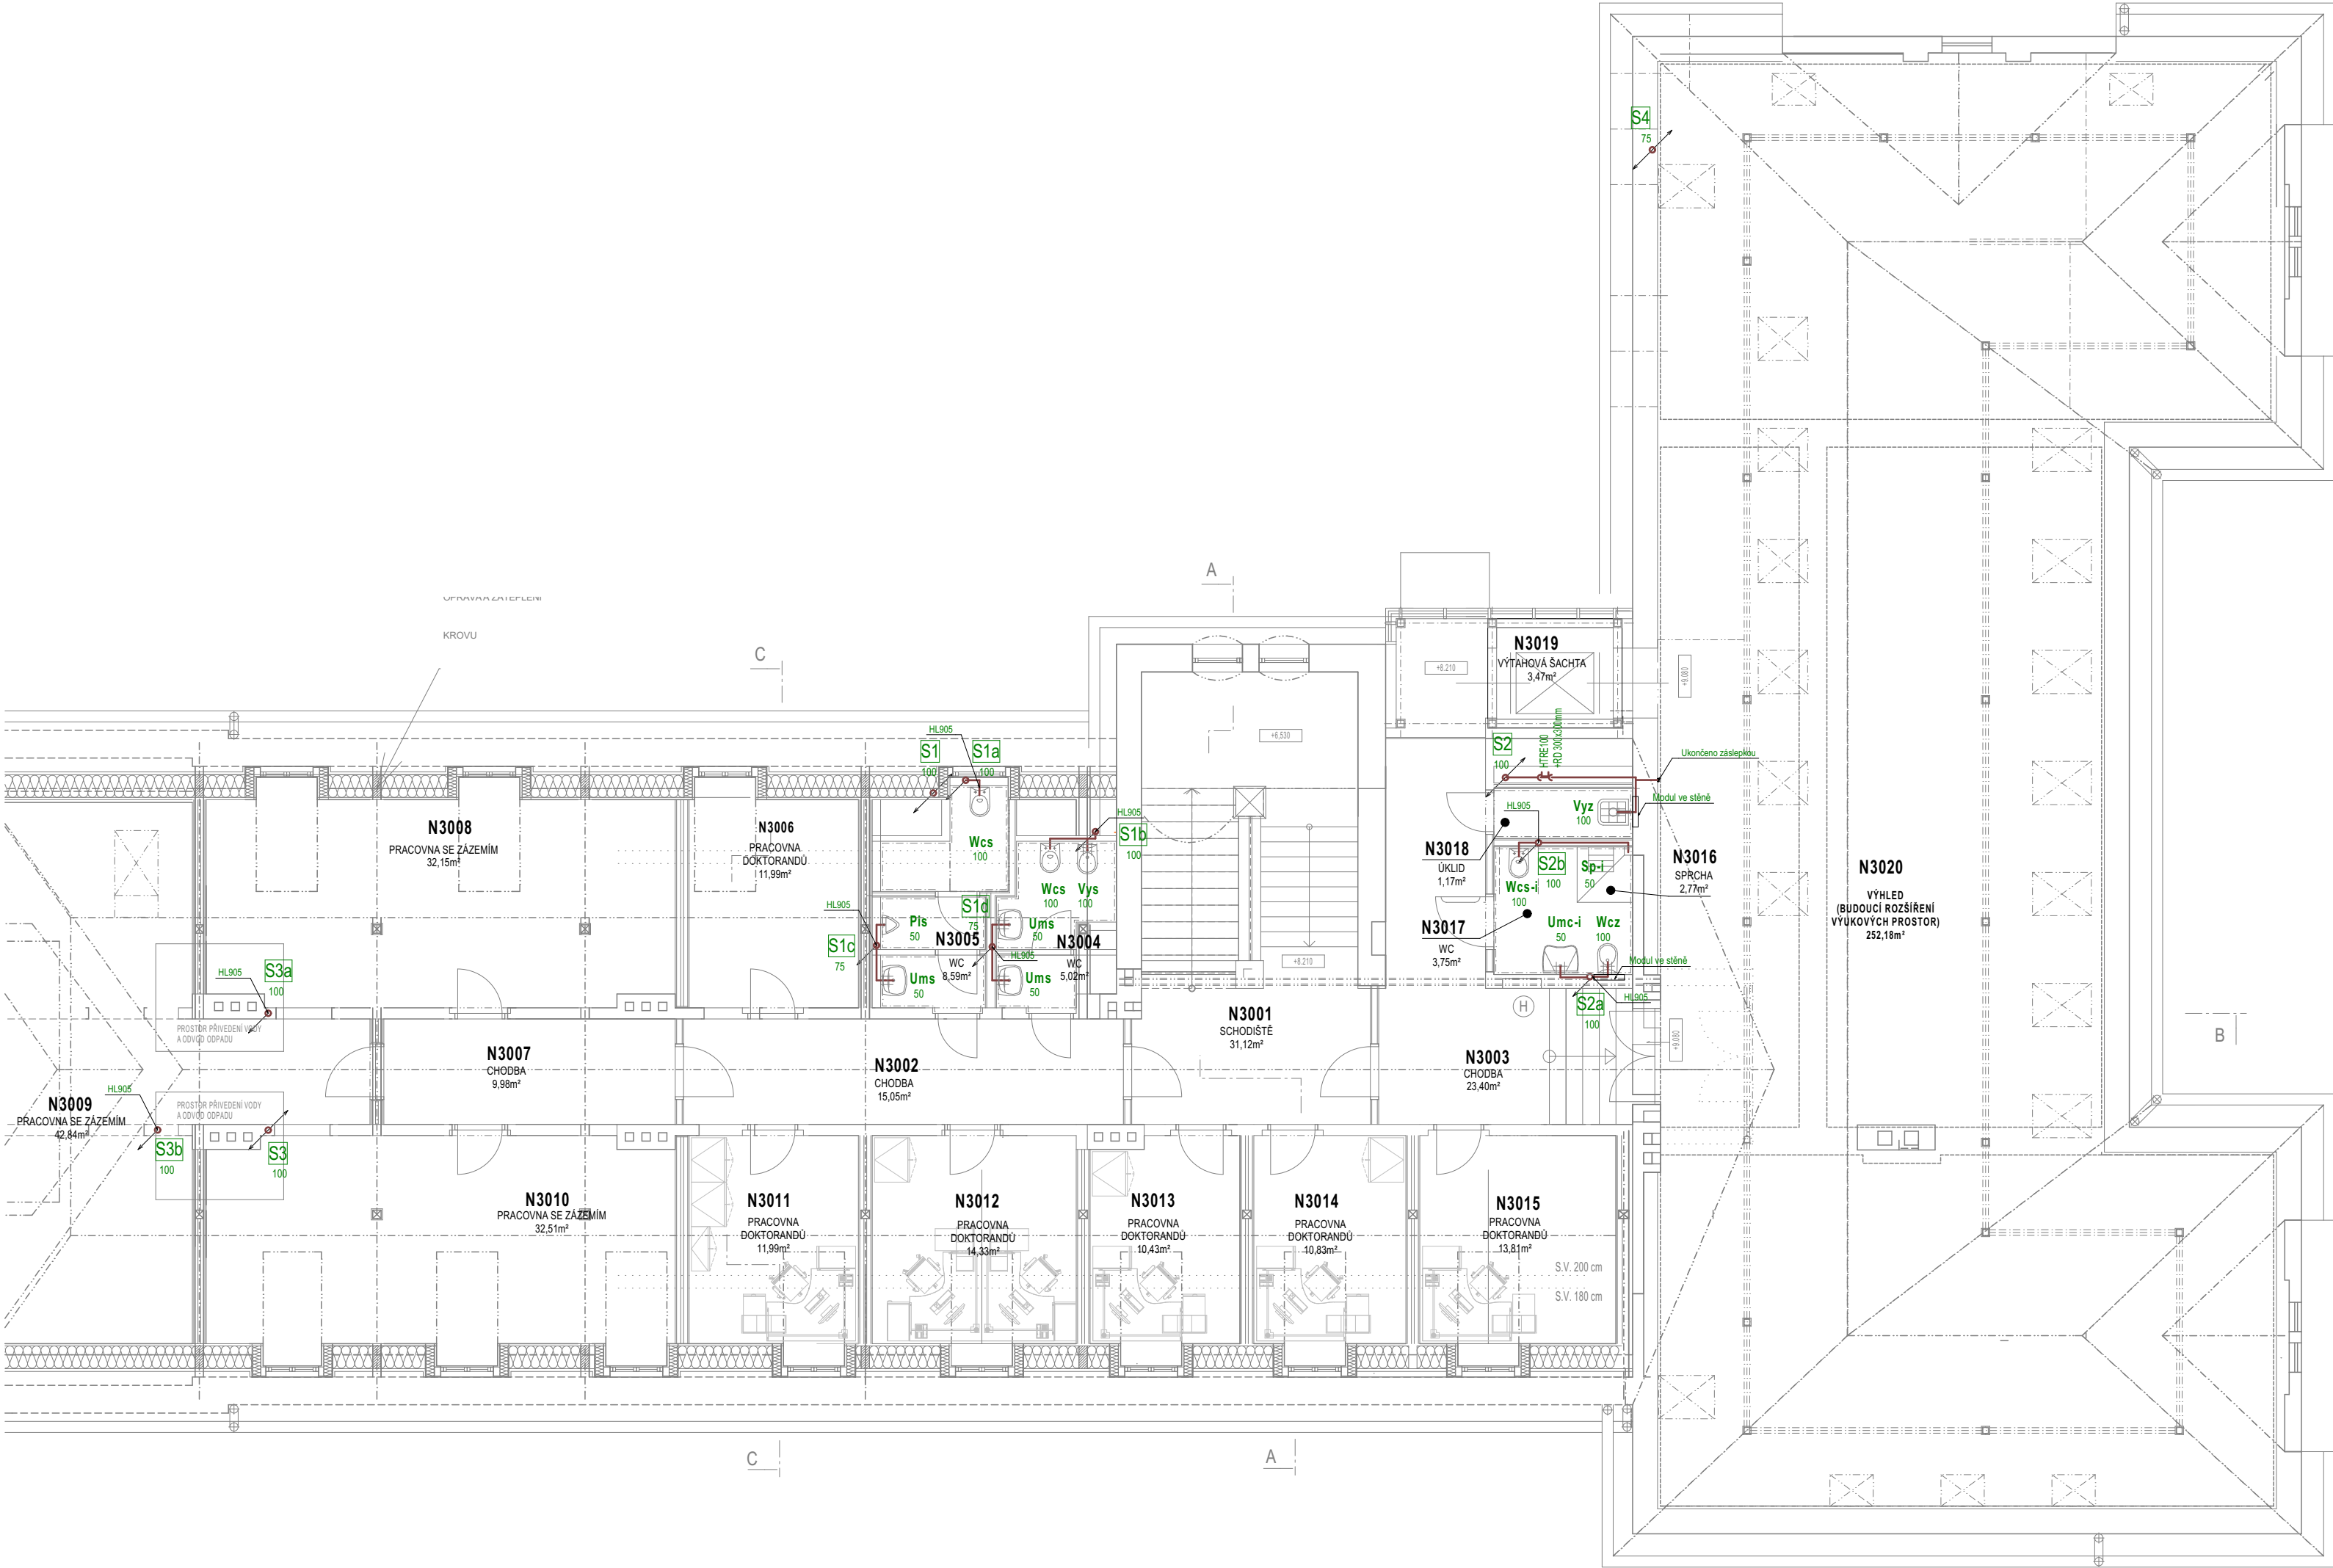 S4
75
A
OPRAVA A ZATEPLENÍ
KROVU
C
N3019
VÝTAHOVÁ ŠACHTA
3,47m²
+8.210
+9.080
+6,530
HL905
S1
100
S1a
100
S2
100
HTRE100
+RD 300x300mm
Ukončeno záslepkou
Modul ve stěně
HL905
Vyz
100
N3008
PRACOVNA SE ZÁZEMÍM
32,15m²
N3006
PRACOVNA
DOKTORANDŮ
11,99m²
Wcs
100
HL905
S1b
100
Wcs
100
Vys
100
N3018
ÚKLID
1,17m²
S2b
100
Sp-i
50
Wcs-i
100
N3016
SPRCHA
2,77m²
N3020
VÝHLED
(BUDOUCÍ ROZŠÍŘENÍ
VÝUKOVÝCH PROSTOR)
252,18m²
HL905
S1c
75
Pis
50
S1d
75
N3005
WC
8,59m²
Ums
50
Ums
50
HL905
N3004
WC
5,02m²
Ums
50
+8.210
N3017
WC
3,75m²
Umc-i
50
Wcz
100
Modul ve stěně
HL905
S2a
100
H
HL905
S3a
100
PROSTOR PŘIVEDENÍ VODY
A ODVOD ODPADU
N3001
SCHODIŠTĚ
31,12m²
+9.080
B
N3007
CHODBA
9,98m²
N3002
CHODBA
15,05m²
N3003
CHODBA
23,40m²
HL905
N3009
PRACOVNA SE ZÁZEMÍM
42,84m²
PROSTOR PŘIVEDENÍ VODY
A ODVOD ODPADU
S3b
100
S3
100
N3010
PRACOVNA SE ZÁZEMÍM
32,51m²
N3011
PRACOVNA
DOKTORANDŮ
11,99m²
N3012
PRACOVNA
DOKTORANDŮ
14,33m²
N3013
PRACOVNA
DOKTORANDŮ
10,43m²
N3014
PRACOVNA
DOKTORANDŮ
10,83m²
N3015
PRACOVNA
DOKTORANDŮ
13,81m²
S.V. 200 cm
S.V. 180 cm
C
A